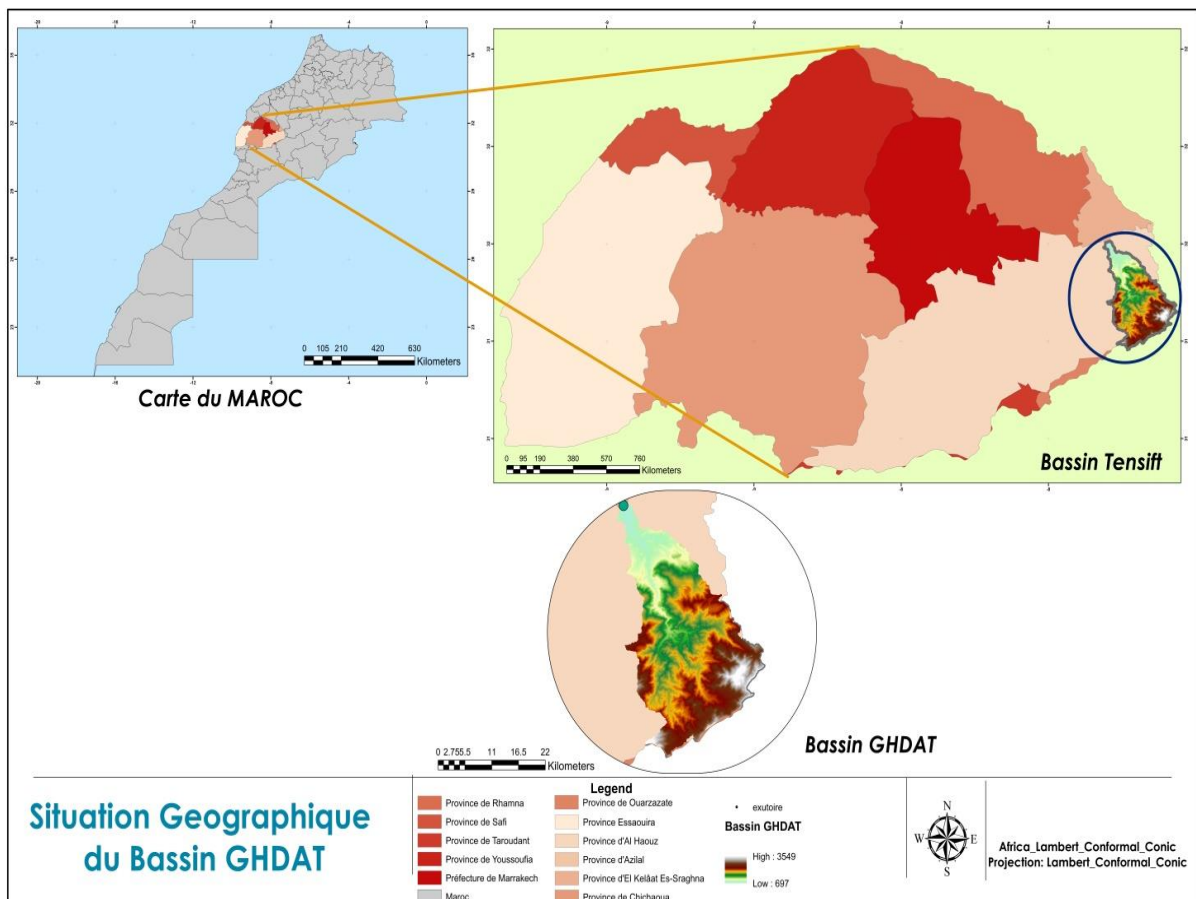 Carte du MAROC
0 105 210 420 630
Kilometers
Bassin Tensift
0 95 190 380 570 760
Kilometers
Bassin GHDAT
0 2.755.5 11 16.5 22
Kilometers
Situation Geographique
du Bassin GHDAT
Legend
Province de Rhamna
Province de Safi
Province de Taroudant
Province de Youssoufia
Préfecture de Marrakech
Maroc
Province de Ouarzazate
Province Essaouira
Province d'Al Haouz
Province d'Azilal
Province d'El Kelâat Es-Sraghna
Province de Chichaoua
exutoire
Bassin GHDAT
High : 3549
Low : 697
N
W E
S
Africa_Lambert_Conformal_Conic
Projection: Lambert_Conformal_Conic